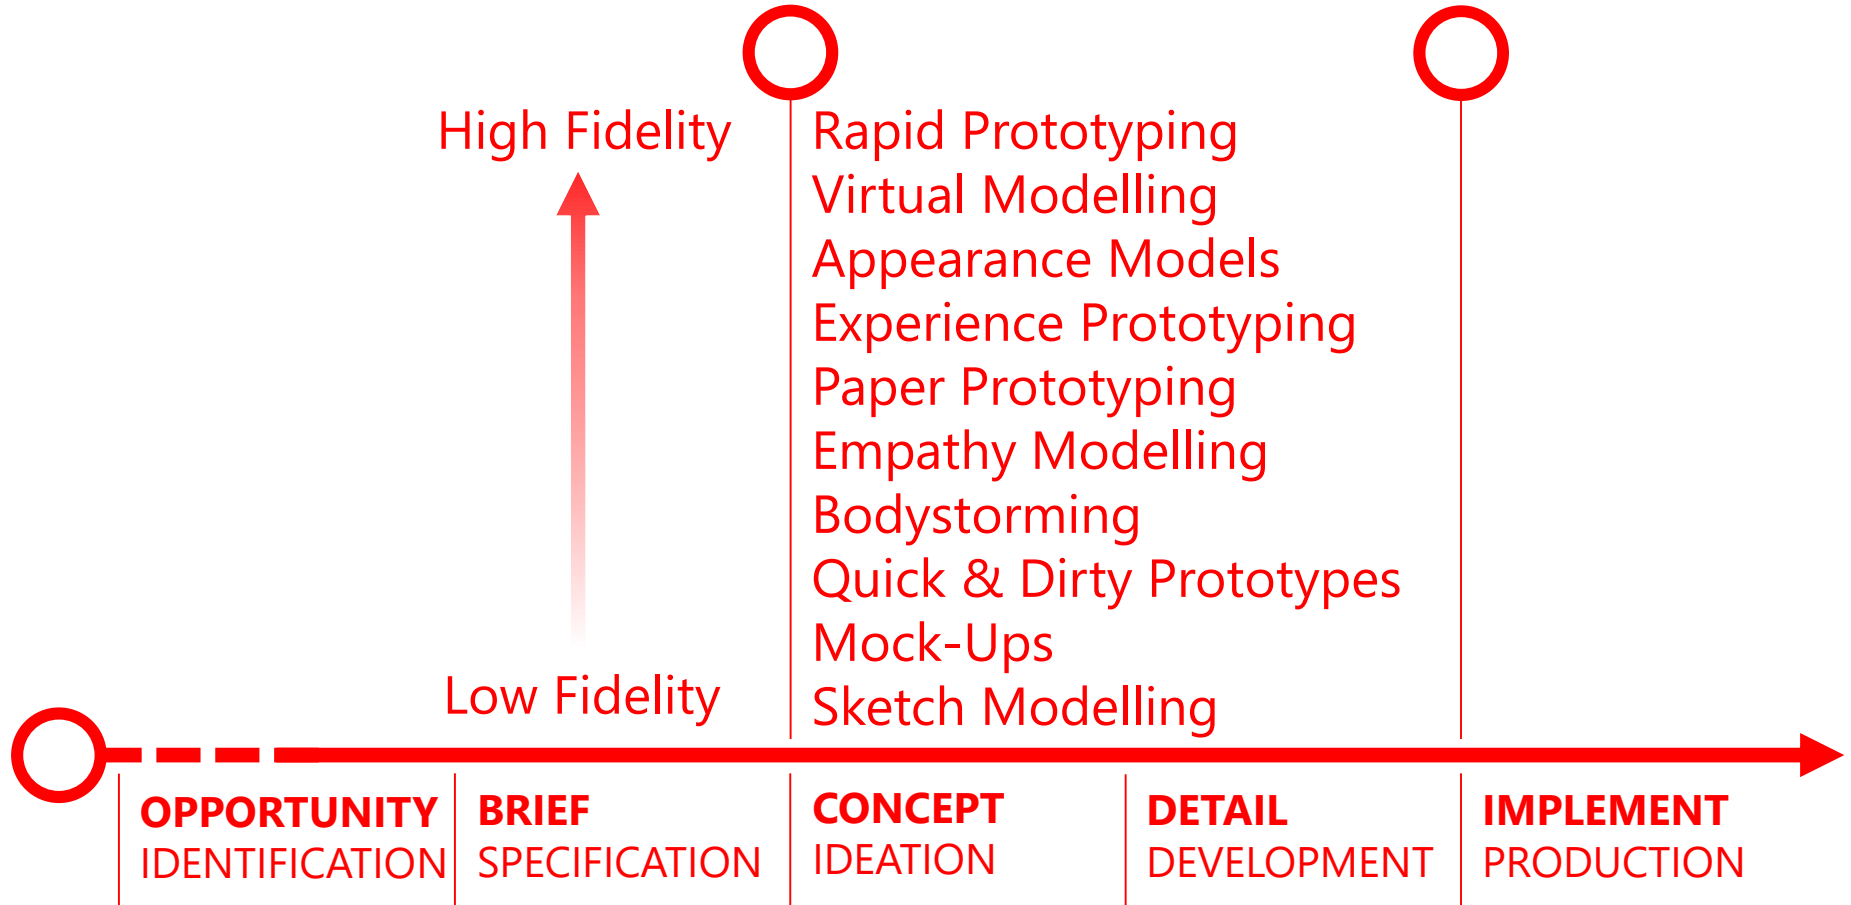 High Fidelity
Low Fidelity
Rapid Prototyping
Virtual Modelling
Appearance Models
Experience Prototyping
Paper Prototyping
Empathy Modelling
Bodystorming
Quick & Dirty Prototypes
Mock-Ups
Sketch Modelling
OPPORTUNITY
IDENTIFICATION
BRIEF
SPECIFICATION
CONCEPT
IDEATION
DETAIL
DEVELOPMENT
IMPLEMENT
PRODUCTION